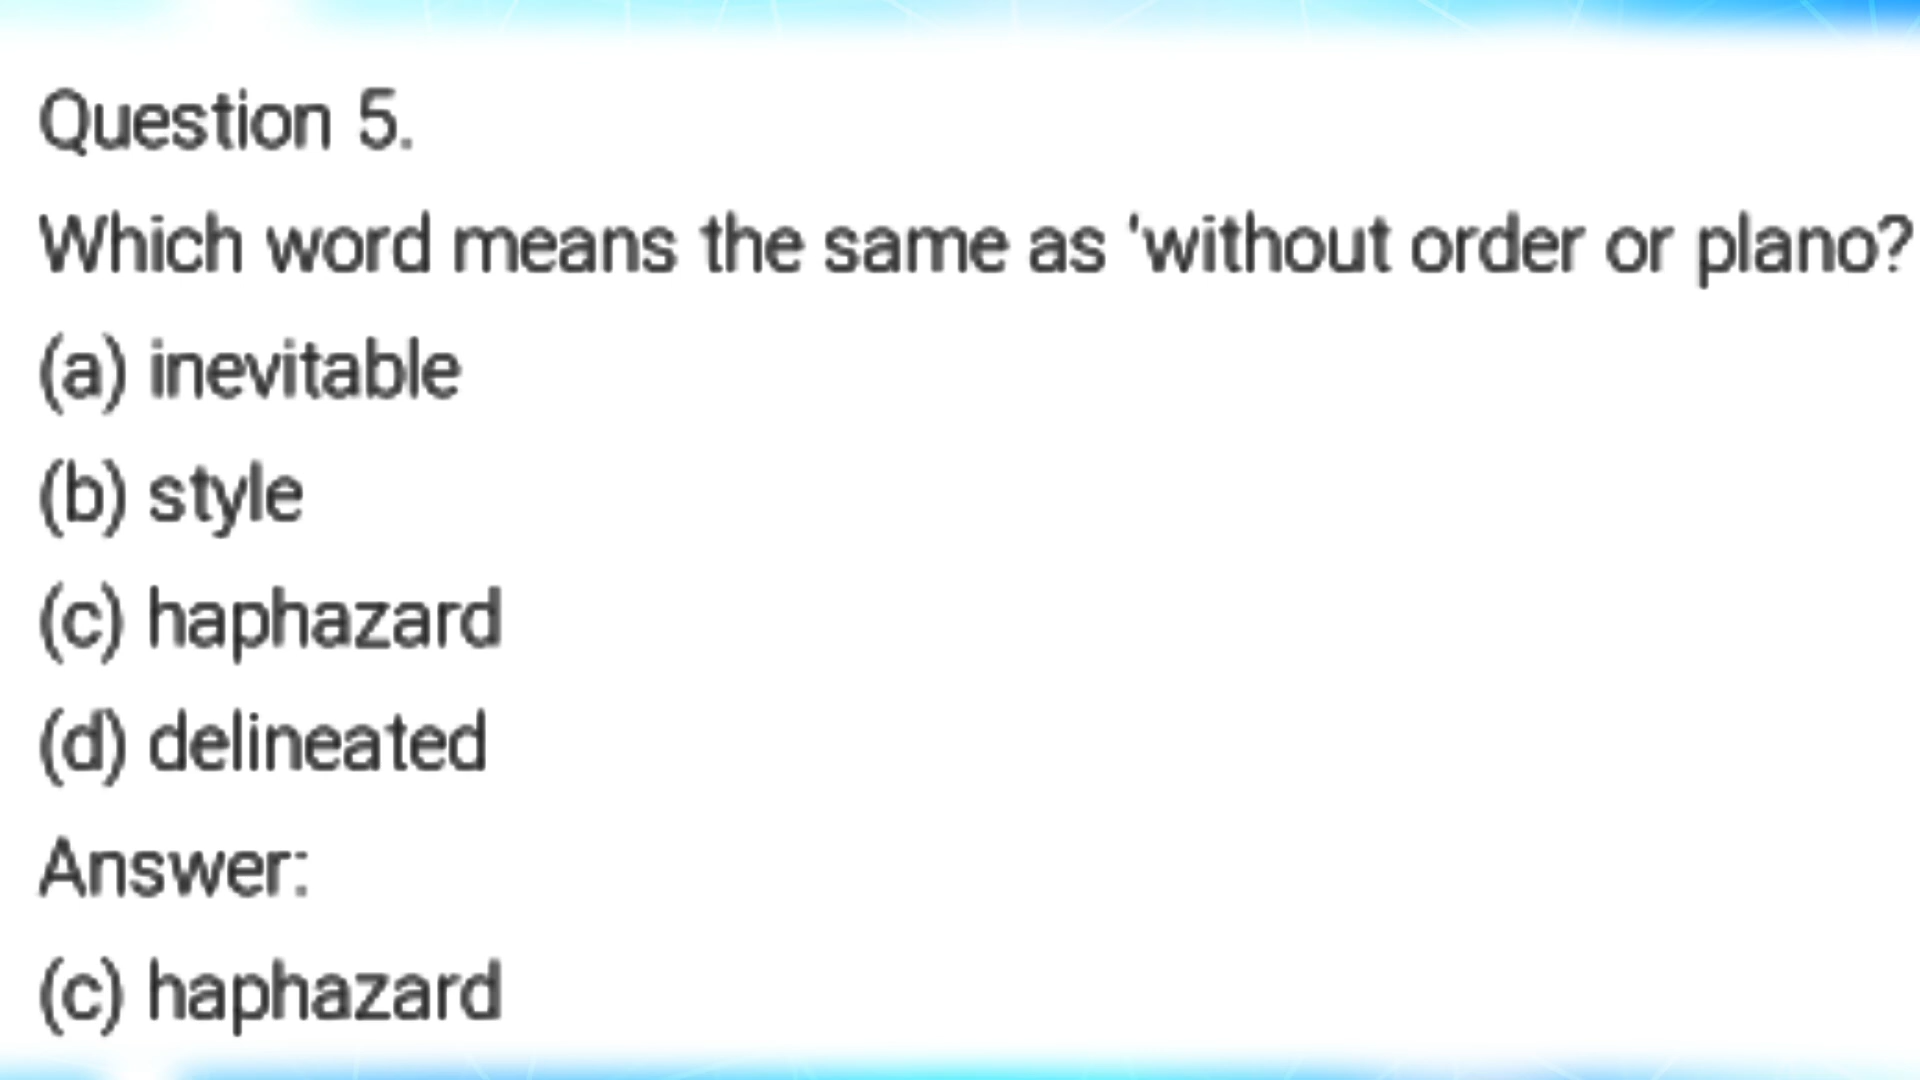 Question 5.
Which word means the same as 'without order or plano?
(a) inevitable
(b) style
(c) haphazard
(d) delineated
Answer:
(c) haphazard